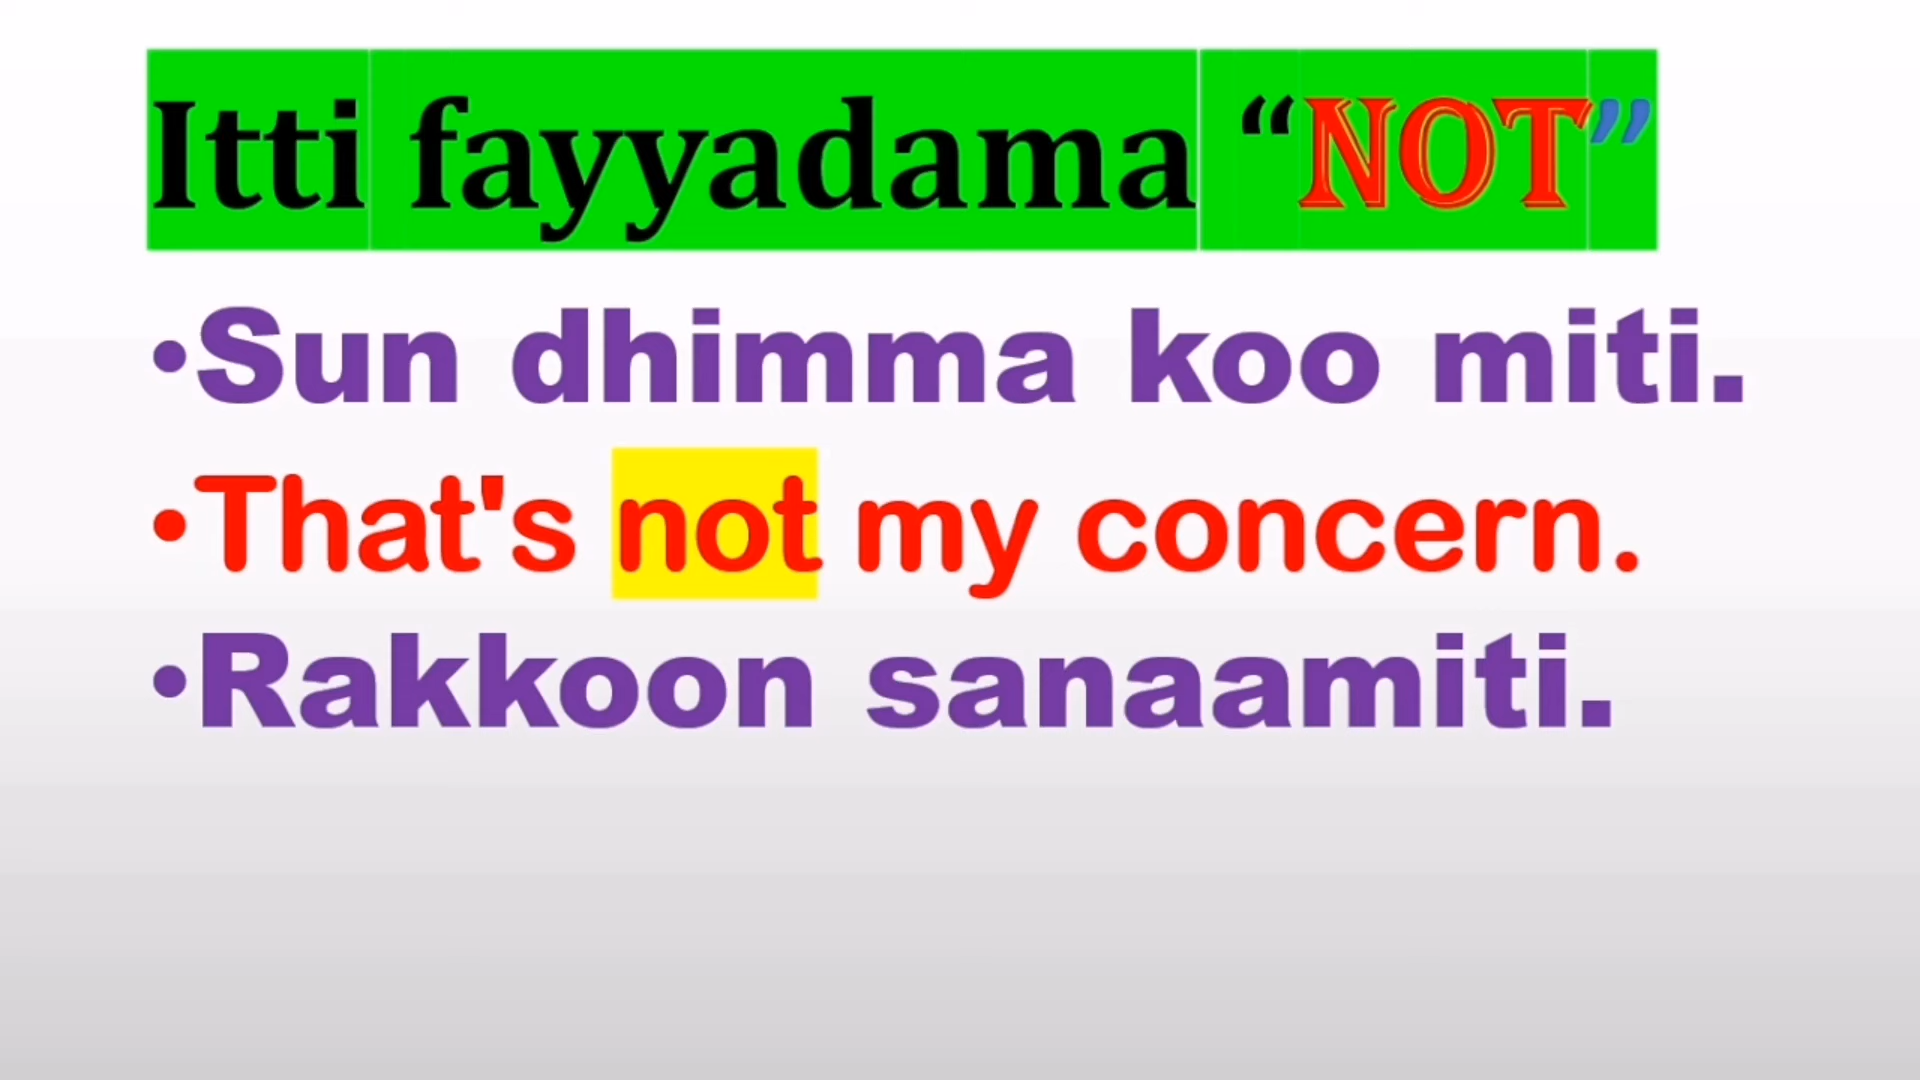 Itti fayyadama “NOT”
•Sun dhimma koo miti.
•That's not my concern.
•Rakkoon sanaamiti.